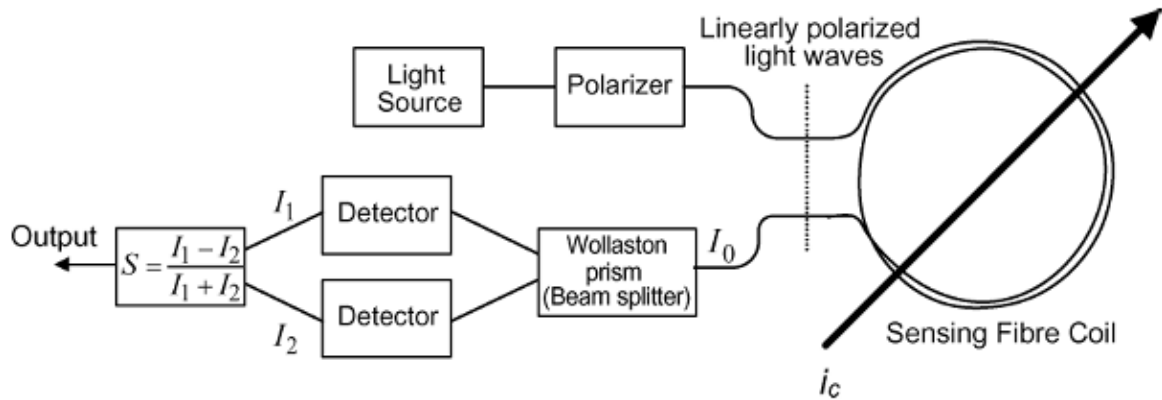 Light
Source
Polarizer
Linearly polarized
light waves
Output
S = (I₁ − I₂)/(I₁ + I₂)
I₁
Detector
I₂
Detector
Wollaston
prism
(Beam splitter)
I₀
Sensing Fibre Coil
i_c